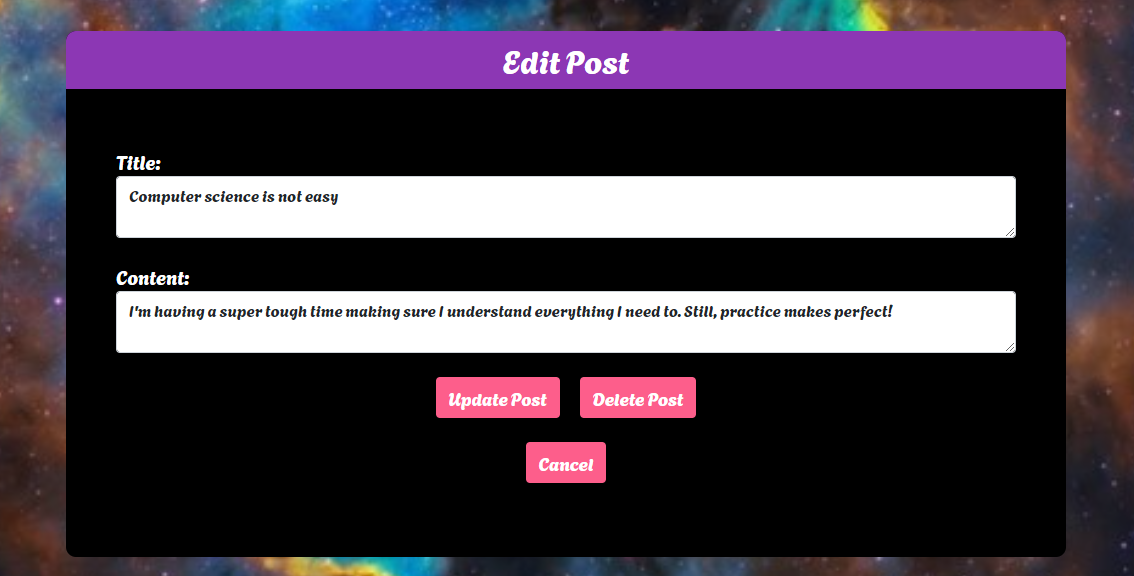 Edit Post
Title:
Computer science is not easy
Content:
I'm having a super tough time making sure I understand everything I need to. Still, practice makes perfect!
Update Post Delete Post
Cancel